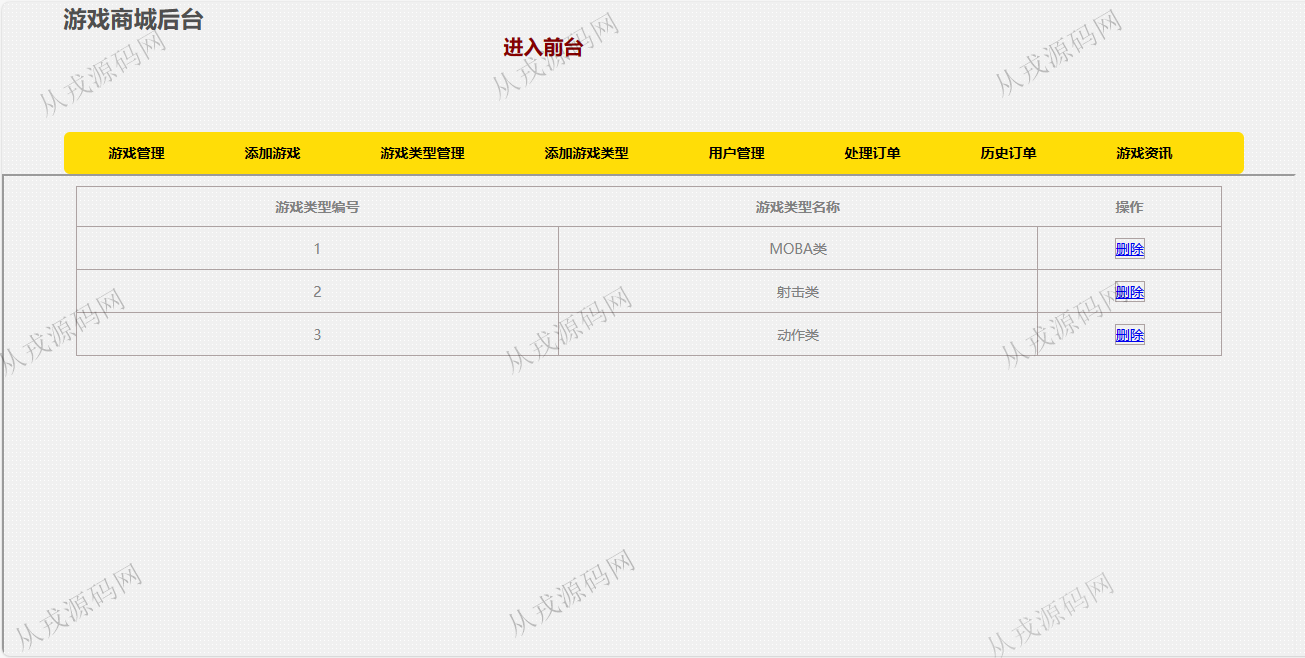 游戏商城后台
进入前台
游戏管理 添加游戏 游戏类型管理 添加游戏类型 用户管理 处理订单 历史订单 游戏资讯
游戏类型编号 游戏类型名称 操作
1 MOBA类 删除
2 射击类 删除
3 动作类 删除
从戎源码网
从戎源码网
从戎源码网
从戎源码网
从戎源码网
从戎源码网
从戎源码网
从戎源码网
从戎源码网